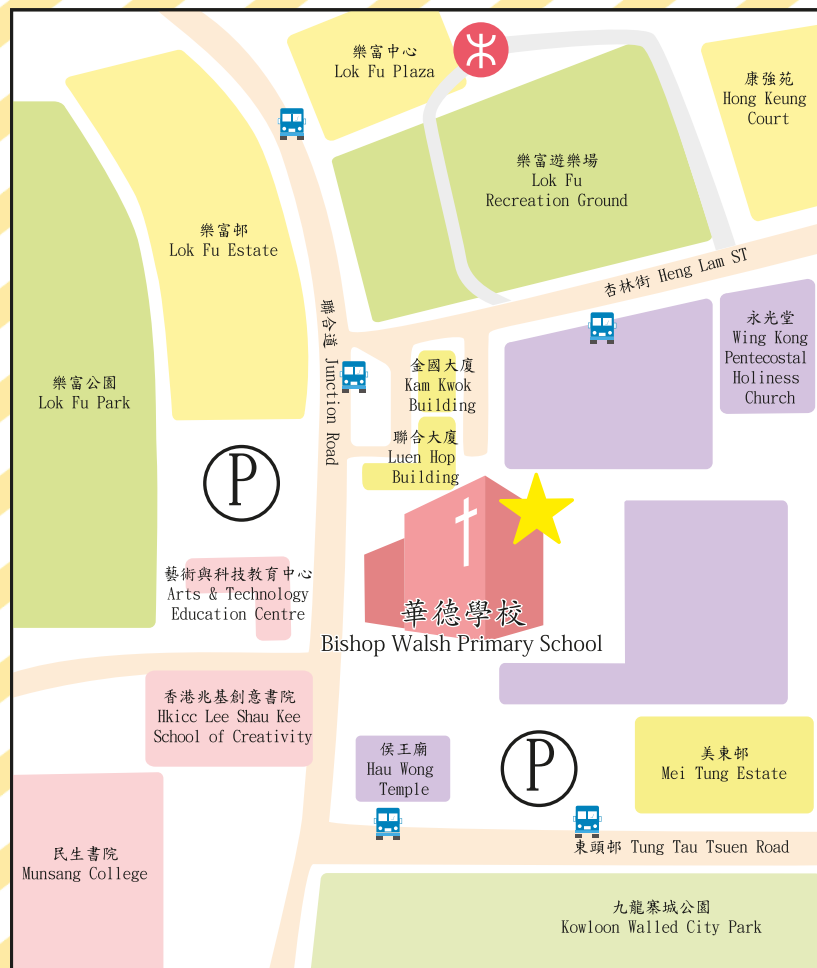 樂富中心
Lok Fu Plaza
康強苑
Hong Keung
Court
樂富遊樂場
Lok Fu
Recreation Ground
樂富邨
Lok Fu Estate
杏林街 Heng Lam ST
聯合道 Junction Road
永光堂
Wing Kong
Pentecostal
Holiness
Church
金國大廈
Kam Kwok
Building
樂富公園
Lok Fu Park
聯合大廈
Luen Hop
Building
P
藝術與科技教育中心
Arts & Technology
Education Centre
華德學校
Bishop Walsh Primary School
香港兆基創意書院
Hkicc Lee Shau Kee
School of Creativity
侯王廟
Hau Wong
Temple
P
美東邨
Mei Tung Estate
民生書院
Munsang College
東頭邨 Tung Tau Tsuen Road
九龍寨城公園
Kowloon Walled City Park